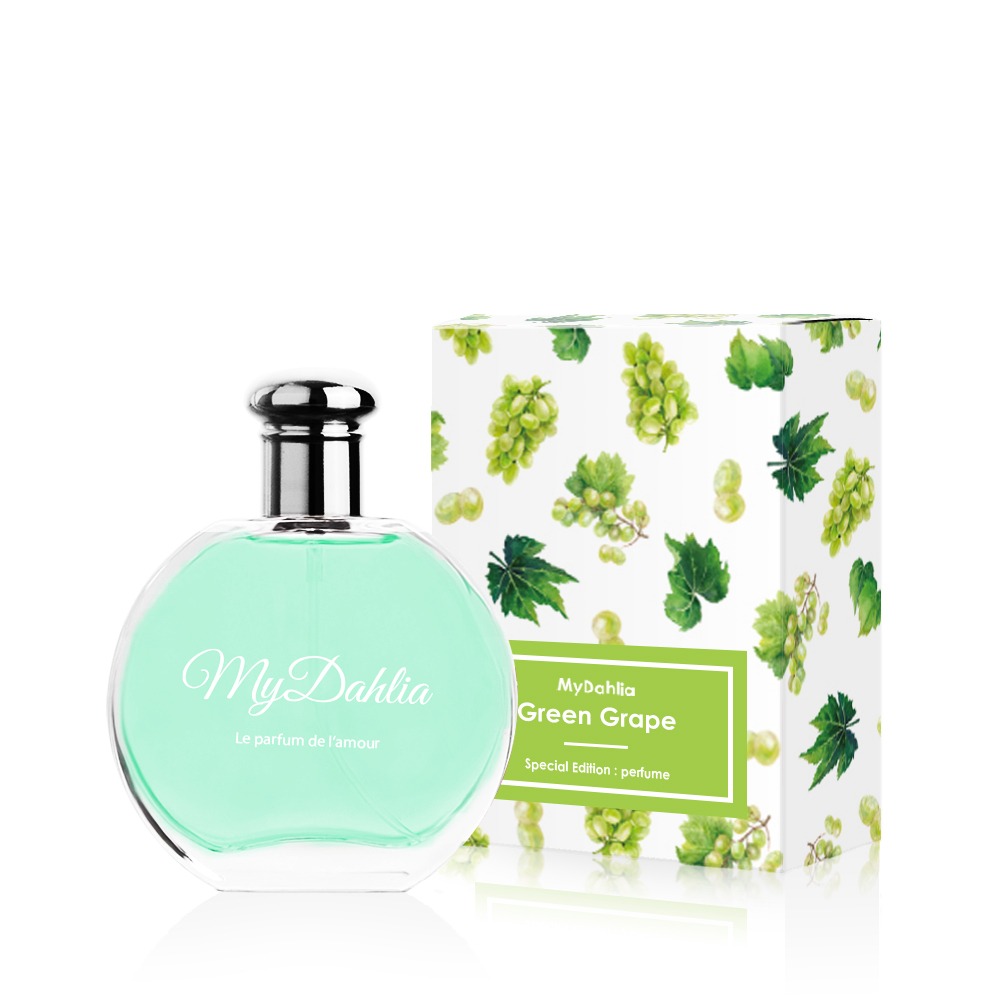 MyDahlia
Le parfum de l'amour
MyDahlia
Green Grape
Special Edition : perfume